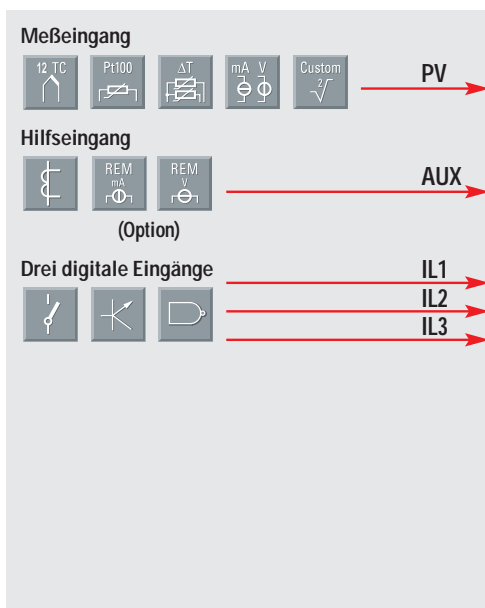 Meßeingang
12 TC
Pt100
ΔT
mA V
Custom
2
PV
Hilfseingang
REM
mA
REM
V
AUX
(Option)
Drei digitale Eingänge
IL1
IL2
IL3